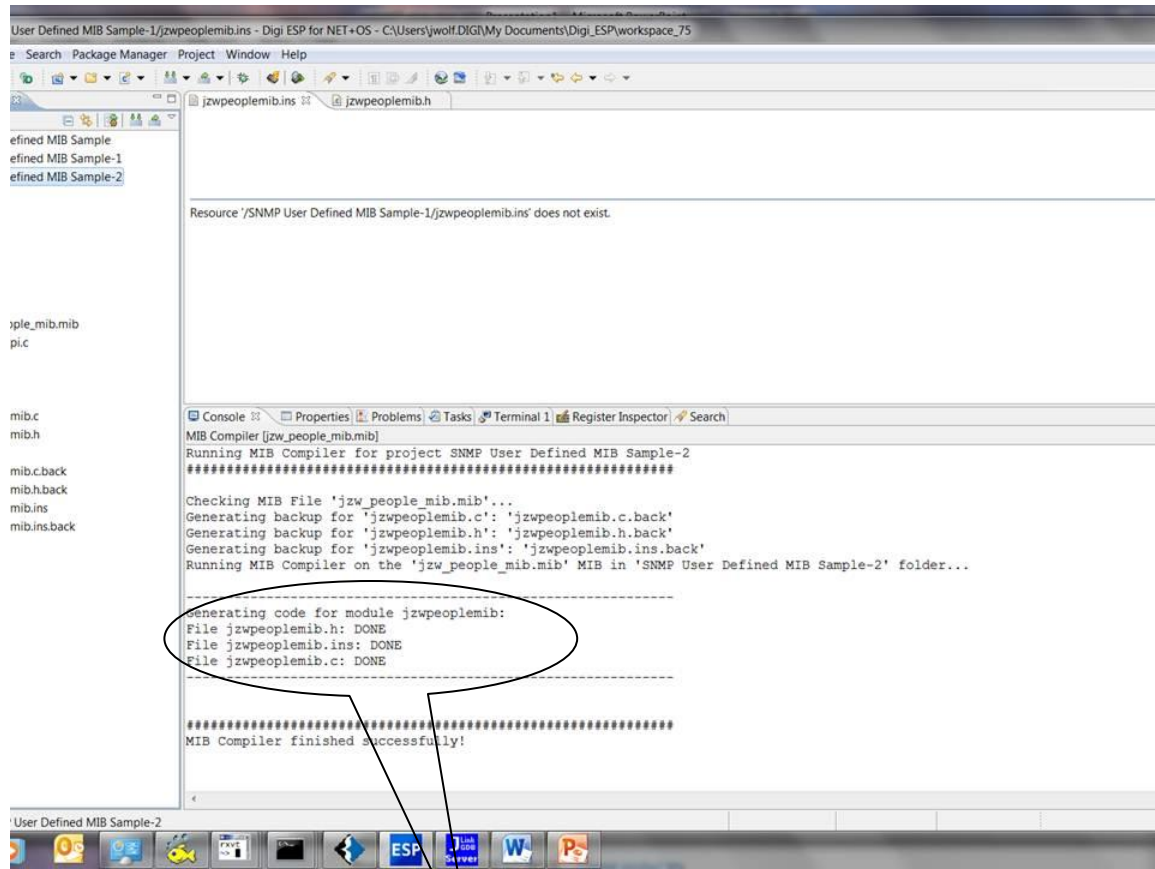 User Defined MIB Sample-1/jzwpeoplemib.ins - Digi ESP for NET+OS - C:\Users\jwolf.DIGI\My Documents\Digi_ESP\workspace_75
e Search Package Manager Project Window Help
jzwpeoplemib.ins jzwpeoplemib.h
efined MIB Sample
efined MIB Sample-1
efined MIB Sample-2
Resource '/SNMP User Defined MIB Sample-1/jzwpeoplemib.ins' does not exist.
ople_mib.mib
pi.c
mib.c
mib.h
mib.c.back
mib.h.back
mib.ins
mib.ins.back
Console Properties Problems Tasks Terminal 1 Register Inspector Search
MIB Compiler [jzw_people_mib.mib]
Running MIB Compiler for project SNMP User Defined MIB Sample-2
#############################################################
Checking MIB File 'jzw_people_mib.mib'...
Generating backup for 'jzwpeoplemib.c': 'jzwpeoplemib.c.back'
Generating backup for 'jzwpeoplemib.h': 'jzwpeoplemib.h.back'
Generating backup for 'jzwpeoplemib.ins': 'jzwpeoplemib.ins.back'
Running MIB Compiler on the 'jzw_people_mib.mib' MIB in 'SNMP User Defined MIB Sample-2' folder...
-------------------------------------------------------------
Generating code for module jzwpeoplemib:
File jzwpeoplemib.h: DONE
File jzwpeoplemib.ins: DONE
File jzwpeoplemib.c: DONE
-------------------------------------------------------------
#############################################################
MIB Compiler finished successfully!
User Defined MIB Sample-2
rxvt
ESP
JLink
GDB
Server
W
P